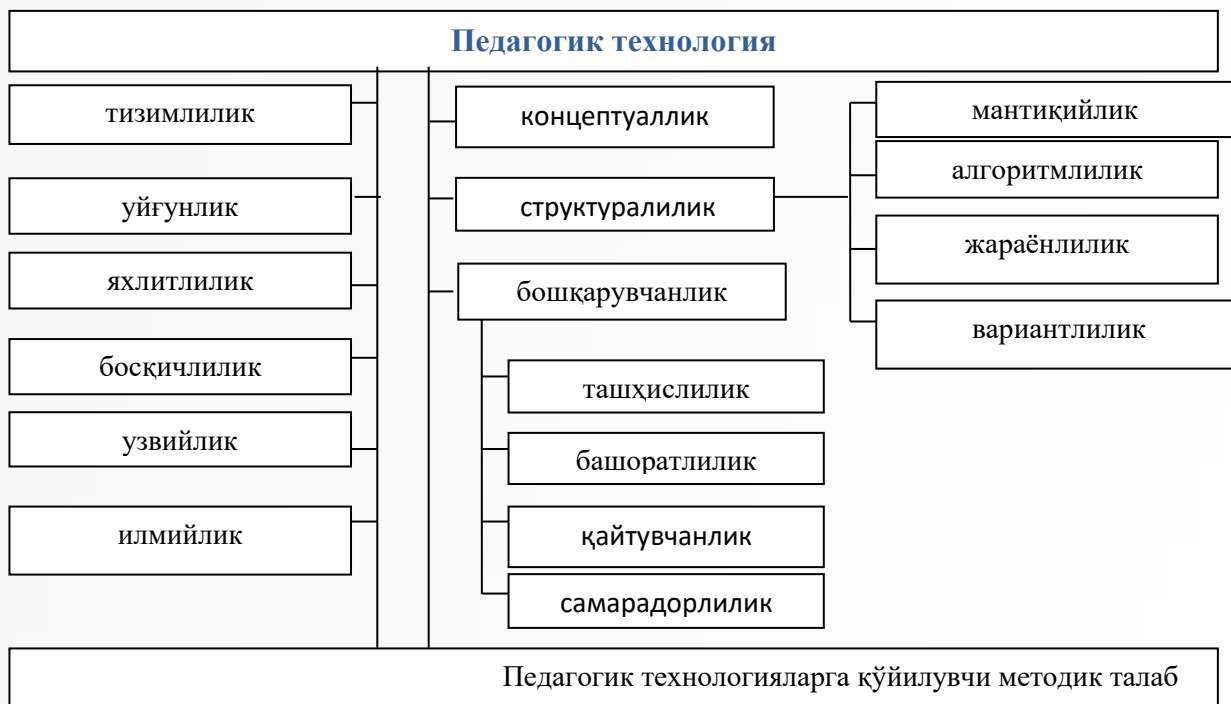 Педагогик технология
тизимлилик
уйғунлик
яхлитлилик
босқичлилик
узвийлик
илмийлик
концептуаллик
структуралилик
бошқарувчанлик
ташҳислилик
башоратлилик
қайтувчанлик
самарадорлилик
мантиқийлик
алгоритмлилик
жараёнлилик
вариантлилик
Педагогик технологияларга қўйилувчи методик талаб